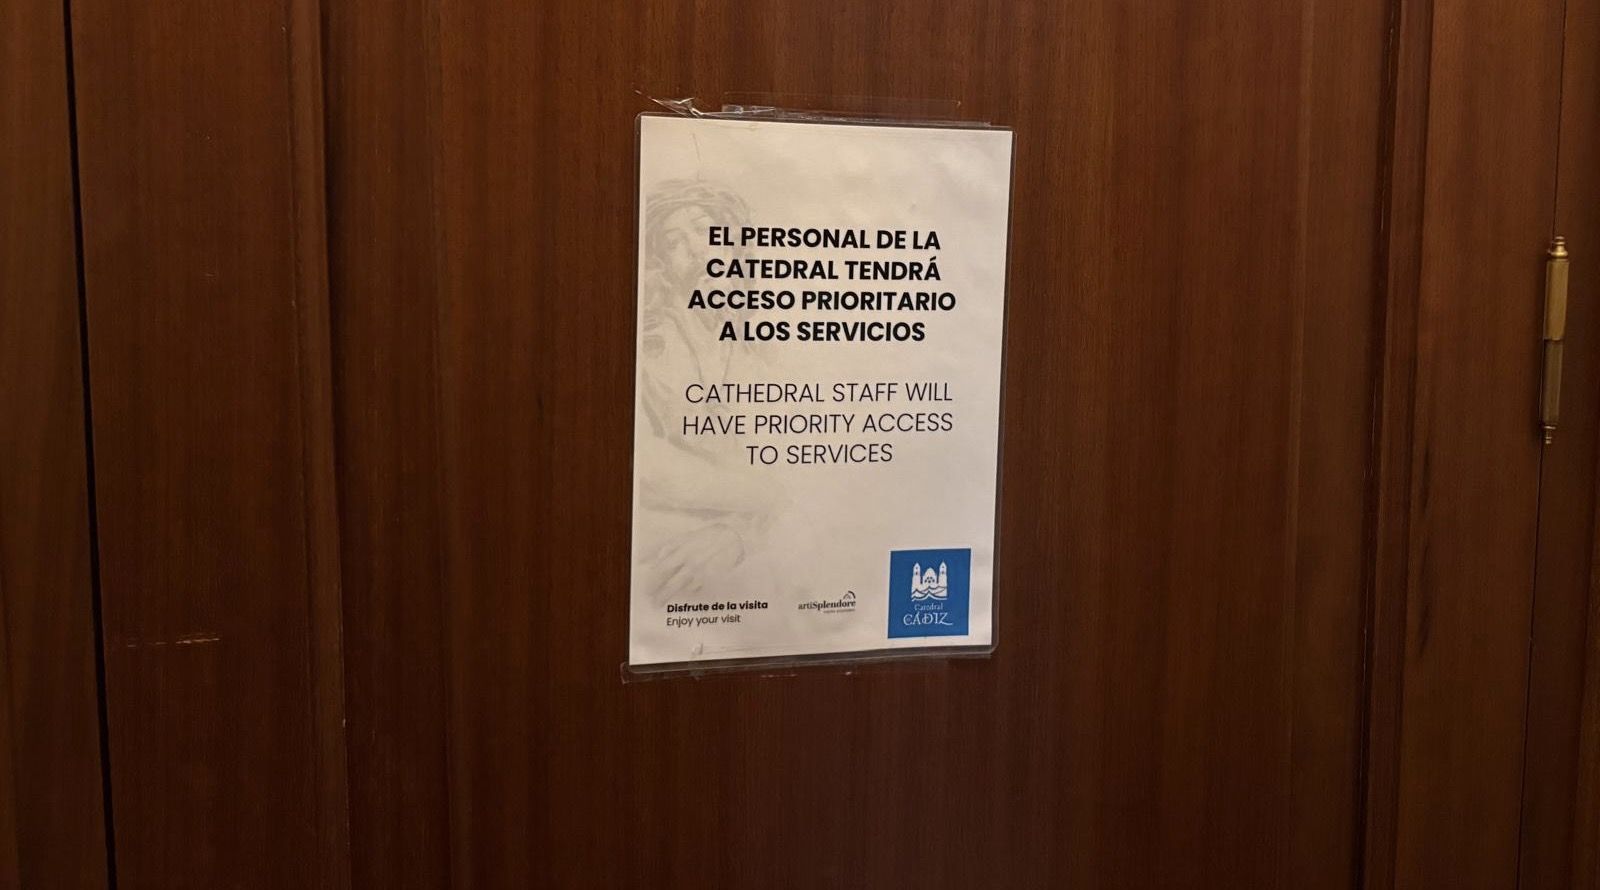 EL PERSONAL DE LA
CATEDRAL TENDRÁ
ACCESO PRIORITARIO
A LOS SERVICIOS
CATHEDRAL STAFF WILL
HAVE PRIORITY ACCESS
TO SERVICES
Disfrute de la visita
Enjoy your visit
artiSplendore
Catedral
CÁDIZ